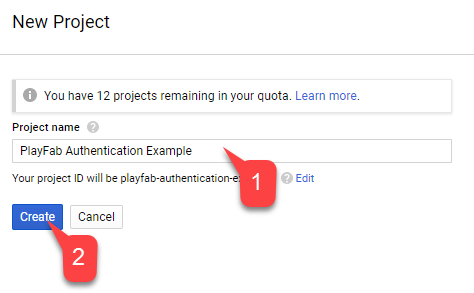 New Project
You have 12 projects remaining in your quota. Learn more.
Project name
PlayFab Authentication Example
Your project ID will be playfab-authentication-e Edit
1
Create Cancel
2